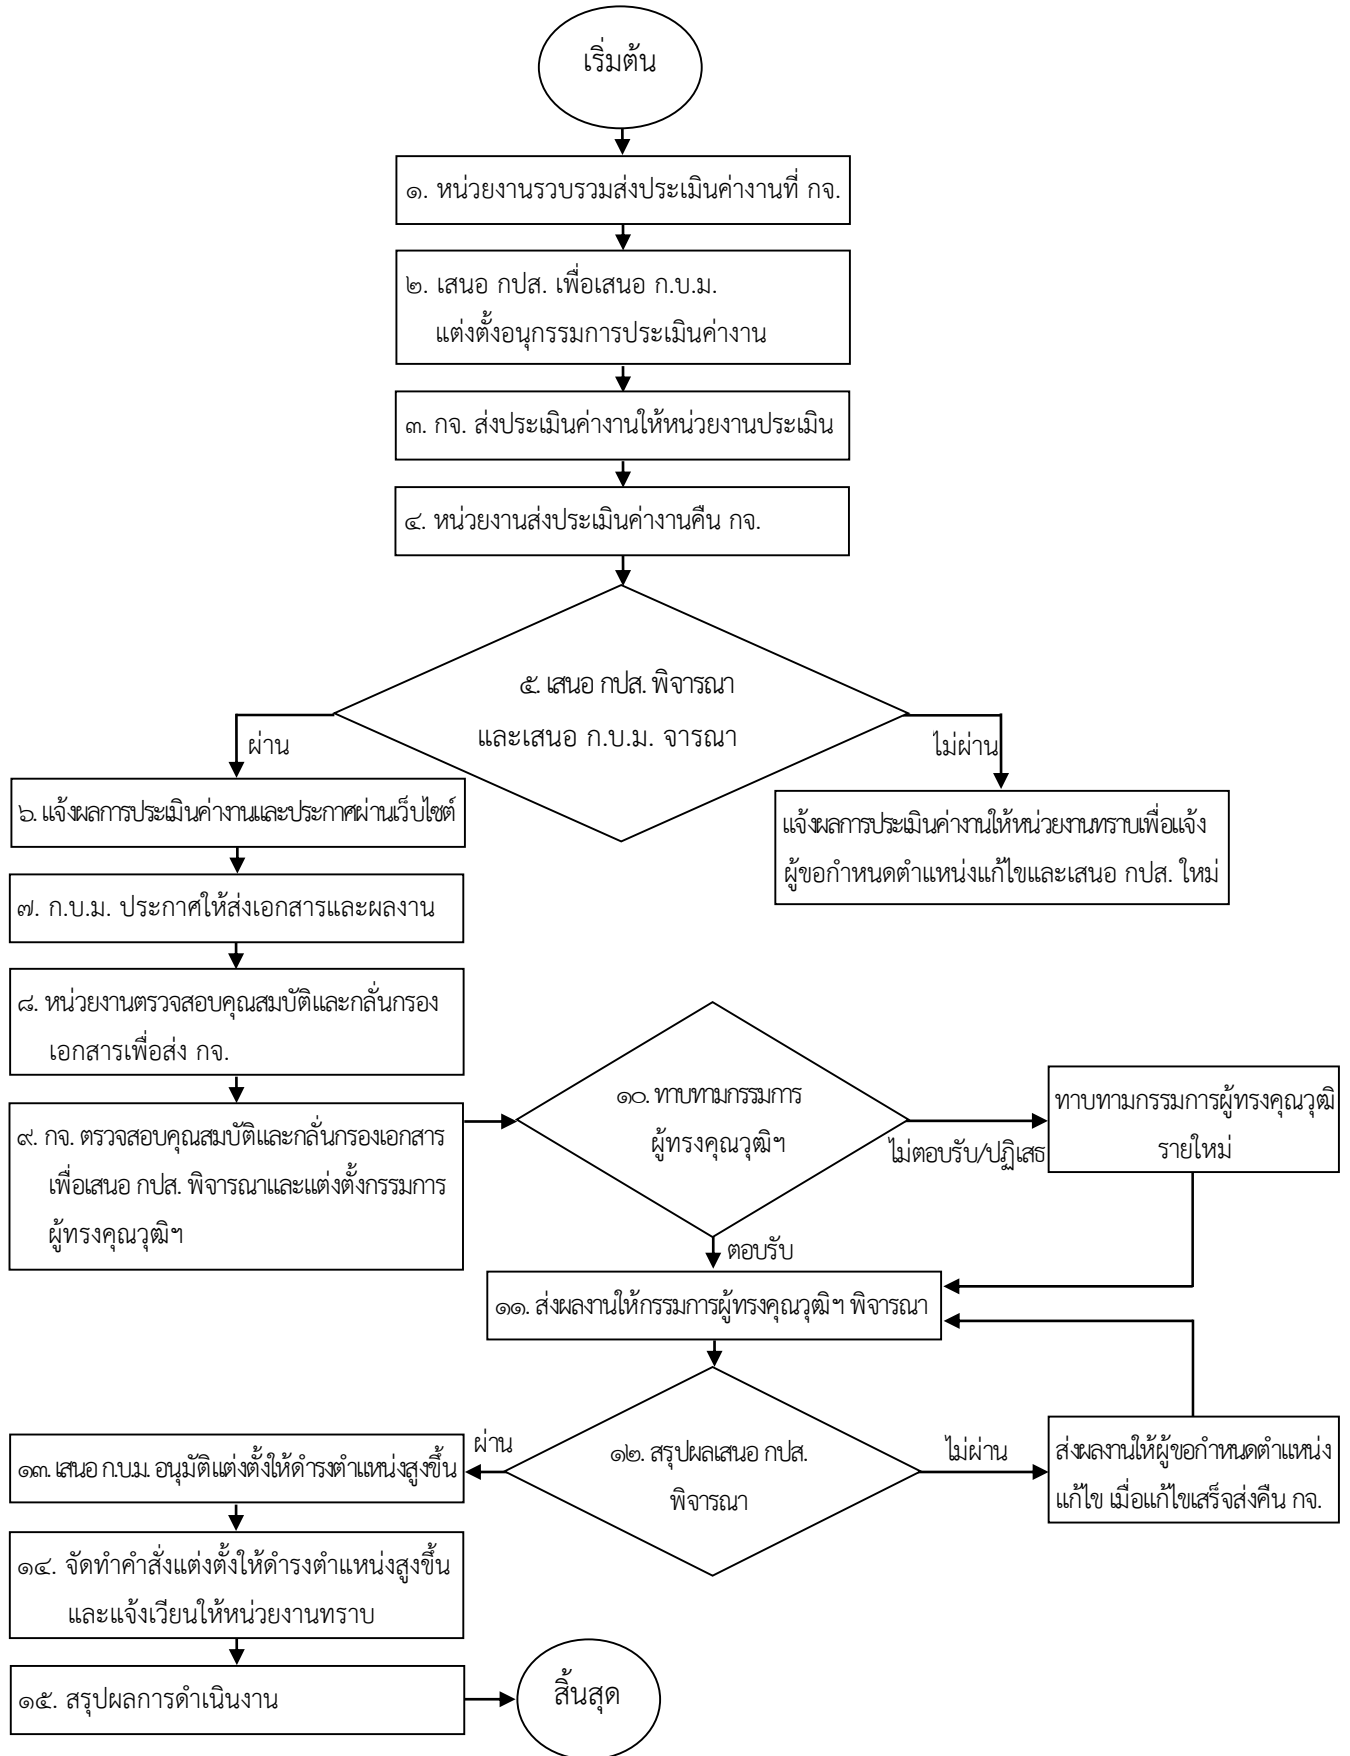 เริ่มต้น
๑. หน่วยงานรวบรวมส่งประเมินค่างานที่ กจ.
๒. เสนอ กปส. เพื่อเสนอ ก.บ.ม.
แต่งตั้งอนุกรรมการประเมินค่างาน
๓. กจ. ส่งประเมินค่างานให้หน่วยงานประเมิน
๔. หน่วยงานส่งประเมินค่างานคืน กจ.
๕. เสนอ กปส. พิจารณา
และเสนอ ก.บ.ม. จารณา
ผ่าน
ไม่ผ่าน
๖. แจ้งผลการประเมินค่างานและประกาศผ่านเว็บไซต์
แจ้งผลการประเมินค่างานให้หน่วยงานทราบเพื่อแจ้ง
ผู้ขอกำหนดตำแหน่งแก้ไขและเสนอ กปส. ใหม่
๗. ก.บ.ม. ประกาศให้ส่งเอกสารและผลงาน
๘. หน่วยงานตรวจสอบคุณสมบัติและกลั่นกรอง
เอกสารเพื่อส่ง กจ.
๙. กจ. ตรวจสอบคุณสมบัติและกลั่นกรองเอกสาร
เพื่อเสนอ กปส. พิจารณาและแต่งตั้งกรรมการ
ผู้ทรงคุณวุฒิฯ
๑๐. ทาบทามกรรมการ
ผู้ทรงคุณวุฒิฯ
ไม่ตอบรับ/ปฏิเสธ
ทาบทามกรรมการผู้ทรงคุณวุฒิ
รายใหม่
ตอบรับ
๑๑. ส่งผลงานให้กรรมการผู้ทรงคุณวุฒิฯ พิจารณา
๑๒. สรุปผลเสนอ กปส.
พิจารณา
ผ่าน
ไม่ผ่าน
ส่งผลงานให้ผู้ขอกำหนดตำแหน่ง
แก้ไข เมื่อแก้ไขเสร็จส่งคืน กจ.
๑๓. เสนอ ก.บ.ม. อนุมัติแต่งตั้งให้ดำรงตำแหน่งสูงขึ้น
๑๔. จัดทำคำสั่งแต่งตั้งให้ดำรงตำแหน่งสูงขึ้น
และแจ้งเวียนให้หน่วยงานทราบ
๑๕. สรุปผลการดำเนินงาน
สิ้นสุด